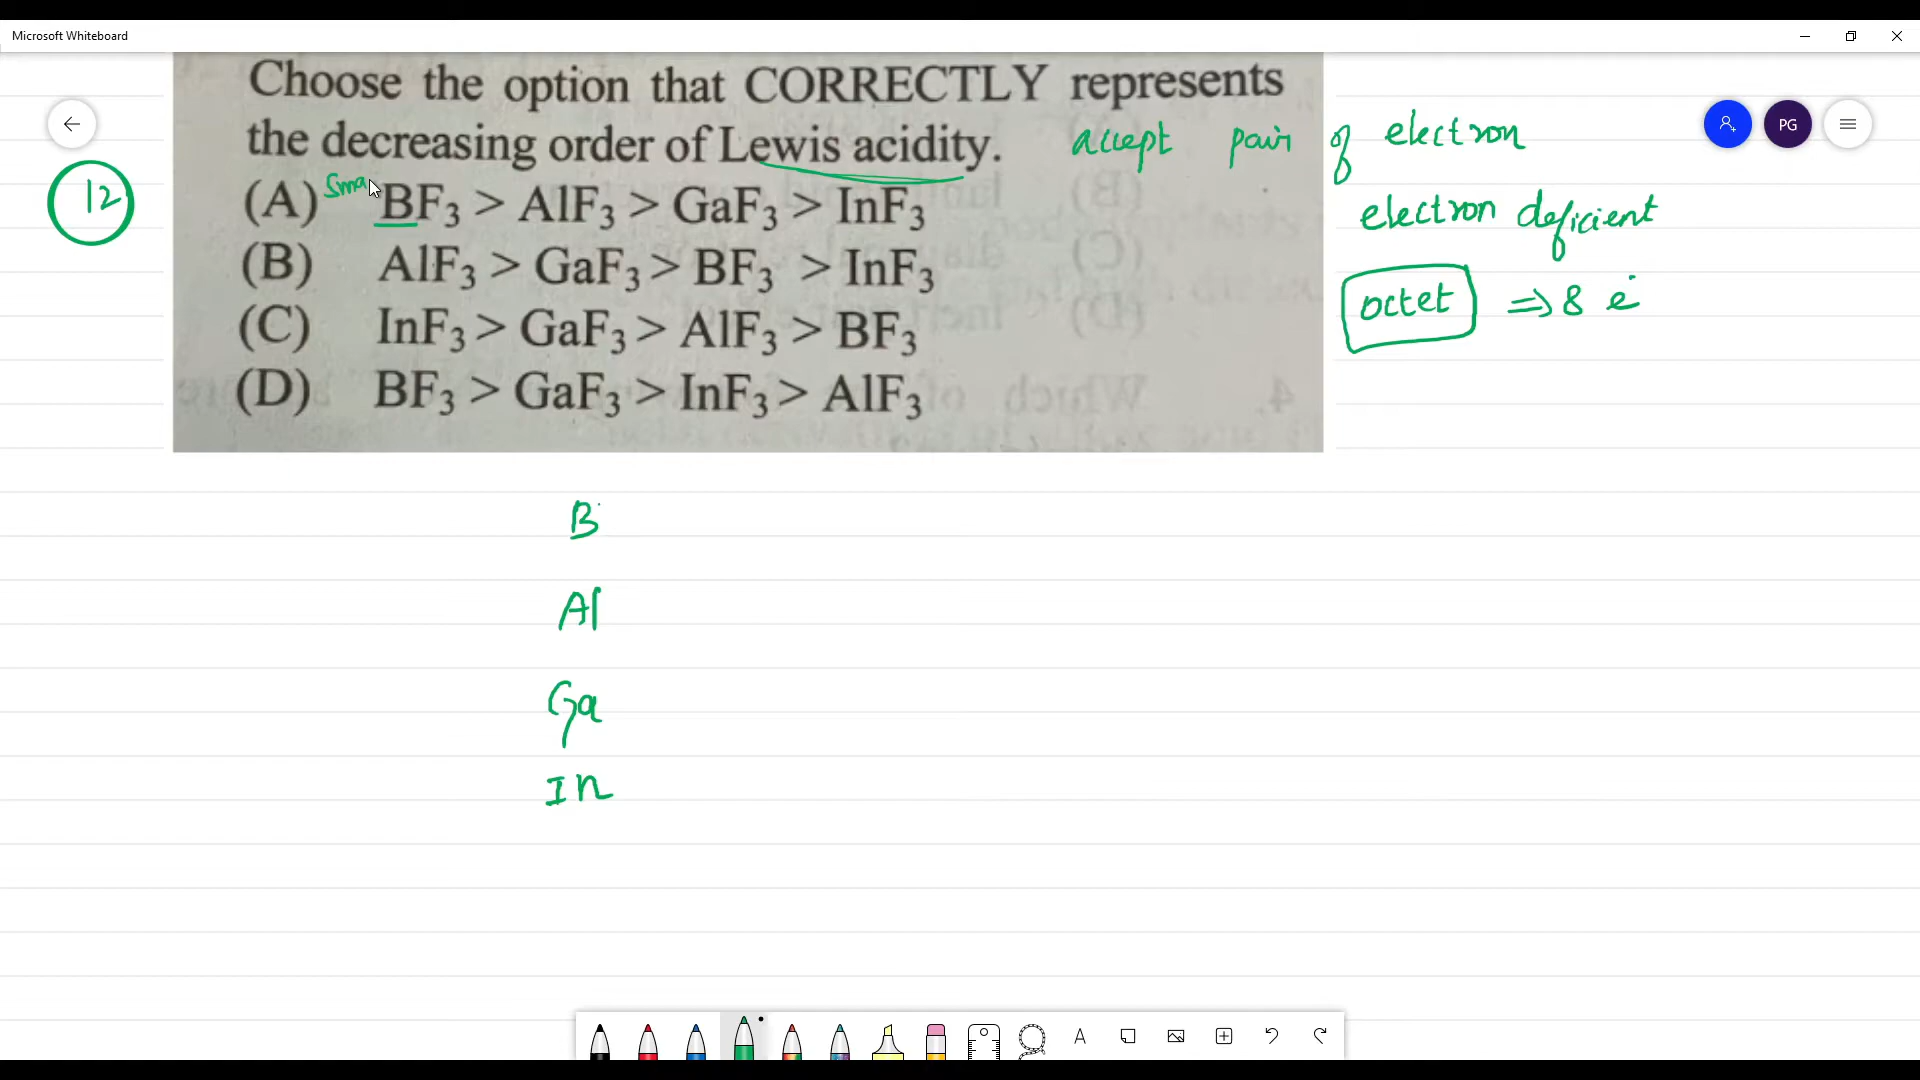 Microsoft Whiteboard
Choose the option that CORRECTLY represents
the decreasing order of Lewis acidity.
accept pair of electron
electron deficient
octet ⇒ 8 e⁻
12
Sma
(A) BF₃ > AlF₃ > GaF₃ > InF₃
(B) AlF₃ > GaF₃ > BF₃ > InF₃
(C) InF₃ > GaF₃ > AlF₃ > BF₃
(D) BF₃ > GaF₃ > InF₃ > AlF₃
B
Al
Ga
In
PG
A